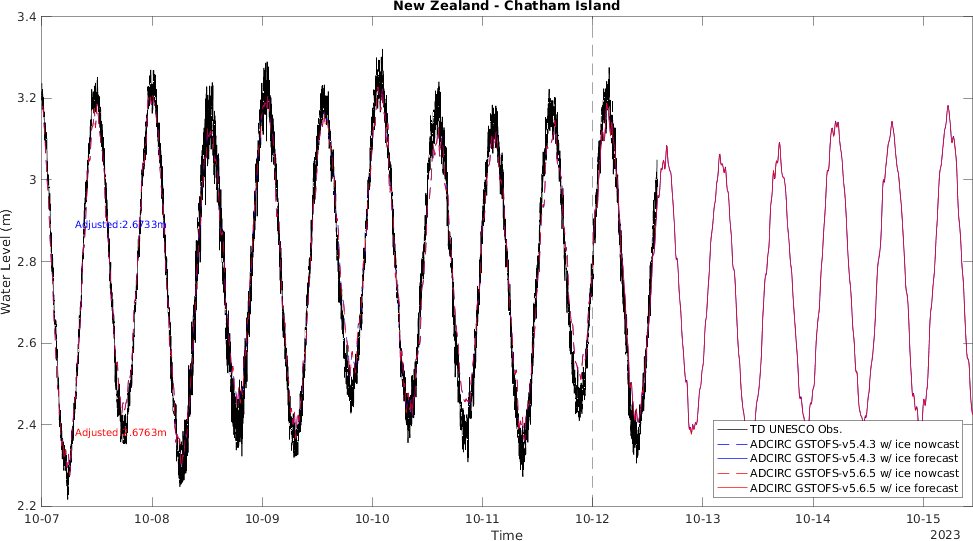 New Zealand - Chatham Island
3.4
3.2
3
2.8
2.6
2.4
2.2
Water Level (m)
Adjusted:2.6733m
Adjusted:2.6763m
TD UNESCO Obs.
ADCIRC GSTOFS-v5.4.3 w/ ice nowcast
ADCIRC GSTOFS-v5.4.3 w/ ice forecast
ADCIRC GSTOFS-v5.6.5 w/ ice nowcast
ADCIRC GSTOFS-v5.6.5 w/ ice forecast
10-07 10-08 10-09 10-10 10-11 10-12 10-13 10-14 10-15
Time
2023